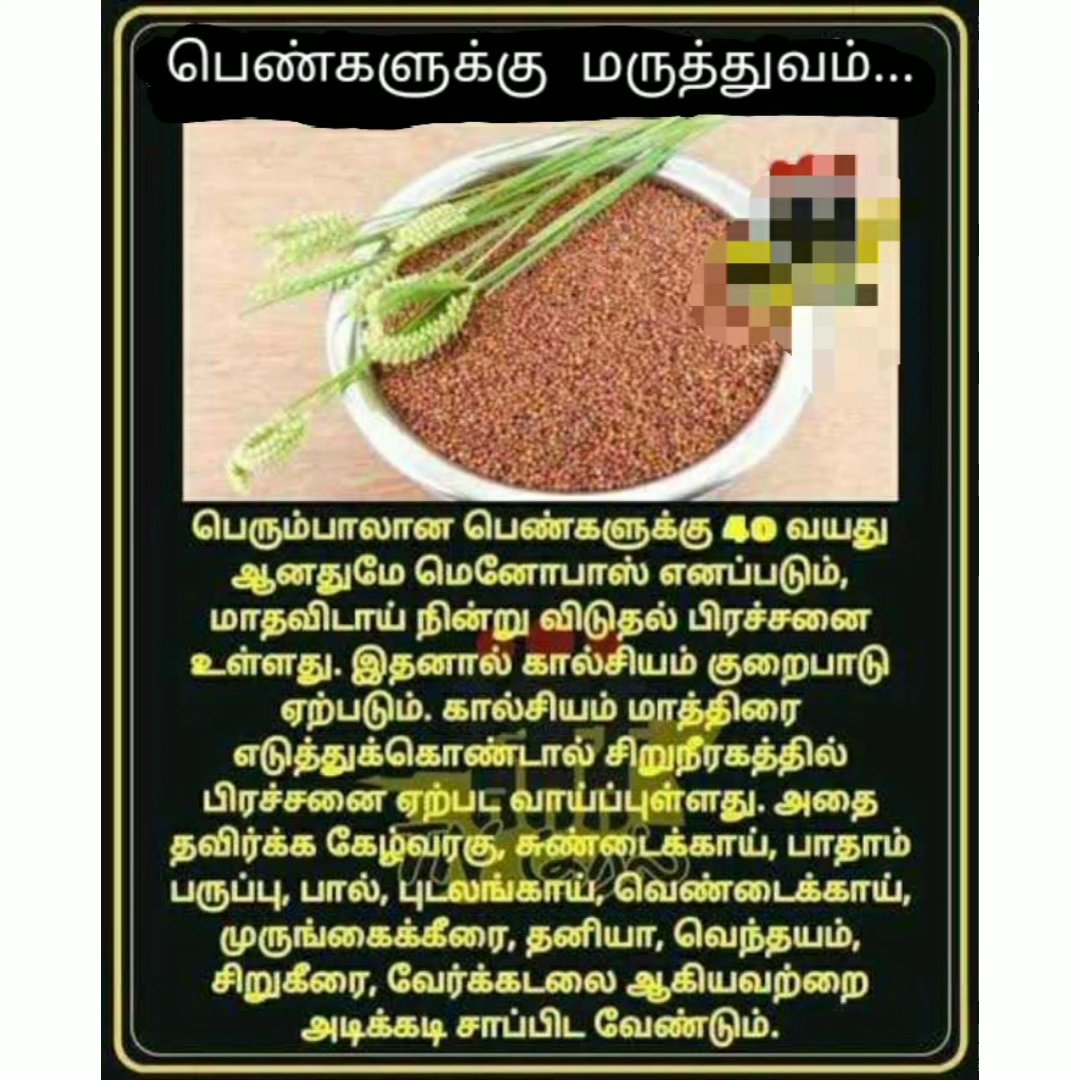 பெண்களுக்கு மருத்துவம்...
பெரும்பாலான பெண்களுக்கு 40 வயது
ஆனதுமே மெனோபாஸ் எனப்படும்,
மாதவிடாய் நின்று விடுதல் பிரச்சனை
உள்ளது. இதனால் கால்சியம் குறைபாடு
ஏற்படும். கால்சியம் மாத்திரை
எடுத்துக்கொண்டால் சிறுநீரகத்தில்
பிரச்சனை ஏற்பட வாய்ப்புள்ளது. அதை
தவிர்க்க கேழ்வரகு, சுண்டைக்காய், பாதாம்
பருப்பு, பால், புடலங்காய், வெண்டைக்காய்,
முருங்கைக்கீரை, தனியா, வெந்தயம்,
சிறுகீரை, வேர்க்கடலை ஆகியவற்றை
அடிக்கடி சாப்பிட வேண்டும்.